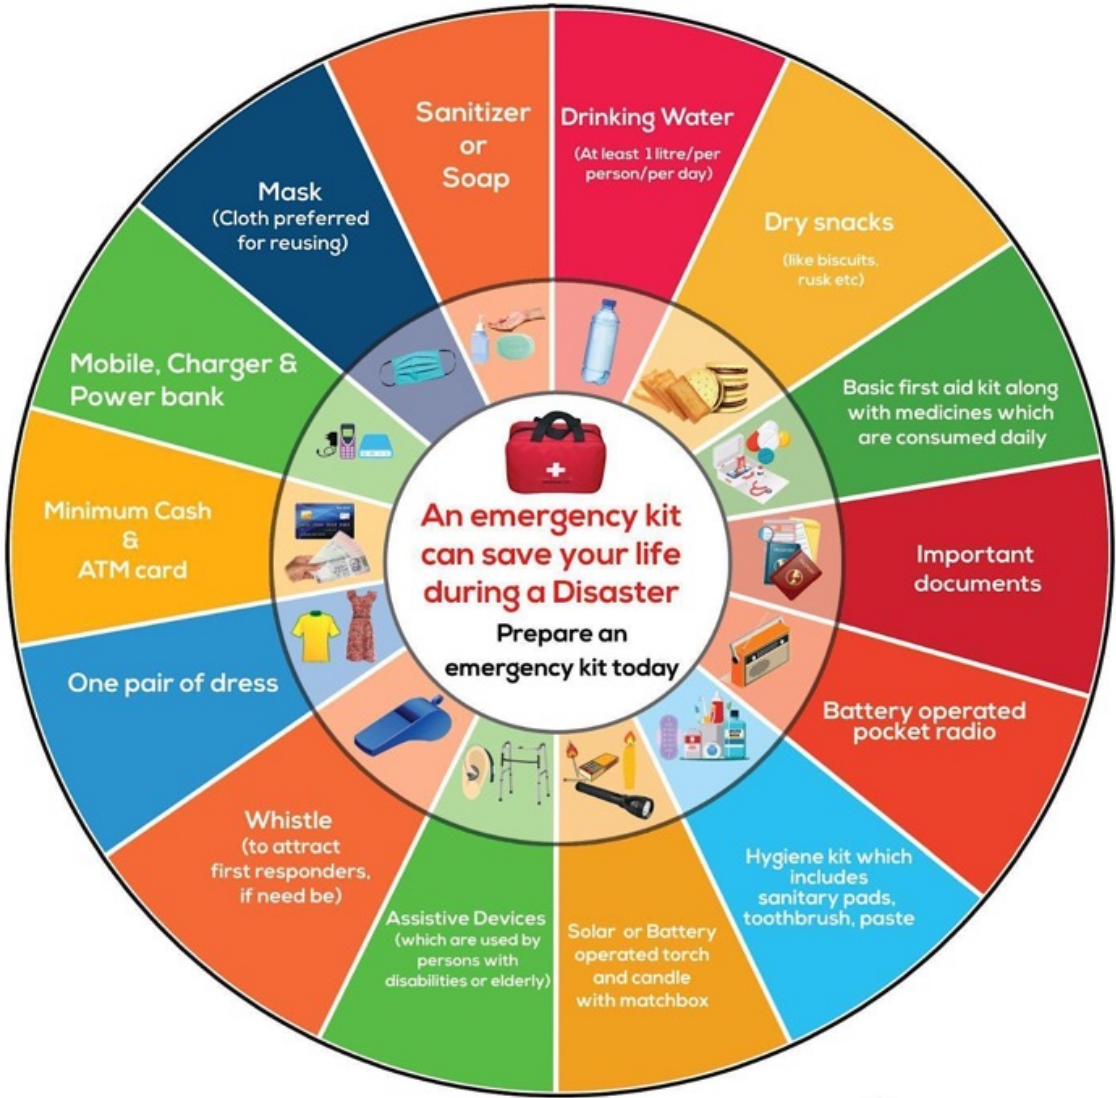 An emergency kit
can save your life
during a Disaster
Prepare an
emergency kit today
Drinking Water
(At least 1 litre/per
person/per day)
Dry snacks
(like biscuits,
rusk etc)
Basic first aid kit along
with medicines which
are consumed daily
Important
documents
Battery operated
pocket radio
Hygiene kit which
includes
sanitary pads,
toothbrush, paste
Solar or Battery
operated torch
and candle
with matchbox
Assistive Devices
(which are used by
persons with
disabilities or elderly)
Whistle
(to attract
first responders,
if need be)
One pair of dress
Minimum Cash
&
ATM card
Mobile, Charger &
Power bank
Mask
(Cloth preferred
for reusing)
Sanitizer
or
Soap